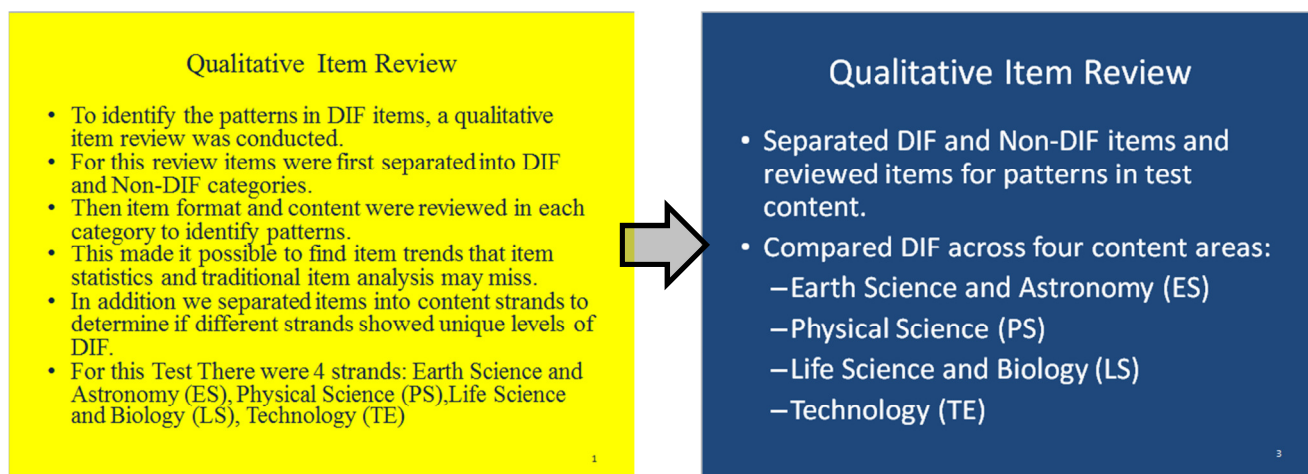 Qualitative Item Review
• To identify the patterns in DIF items, a qualitative
item review was conducted.
• For this review items were first separated into DIF
and Non-DIF categories.
• Then item format and content were reviewed in each
category to identify patterns.
• This made it possible to find item trends that item
statistics and traditional item analysis may miss.
• In addition we separated items into content strands to
determine if different strands showed unique levels of
DIF.
• For this Test There were 4 strands: Earth Science and
Astronomy (ES), Physical Science (PS),Life Science
and Biology (LS), Technology (TE)
1
Qualitative Item Review
• Separated DIF and Non-DIF items and
reviewed items for patterns in test
content.
• Compared DIF across four content areas:
–Earth Science and Astronomy (ES)
–Physical Science (PS)
–Life Science and Biology (LS)
–Technology (TE)
3